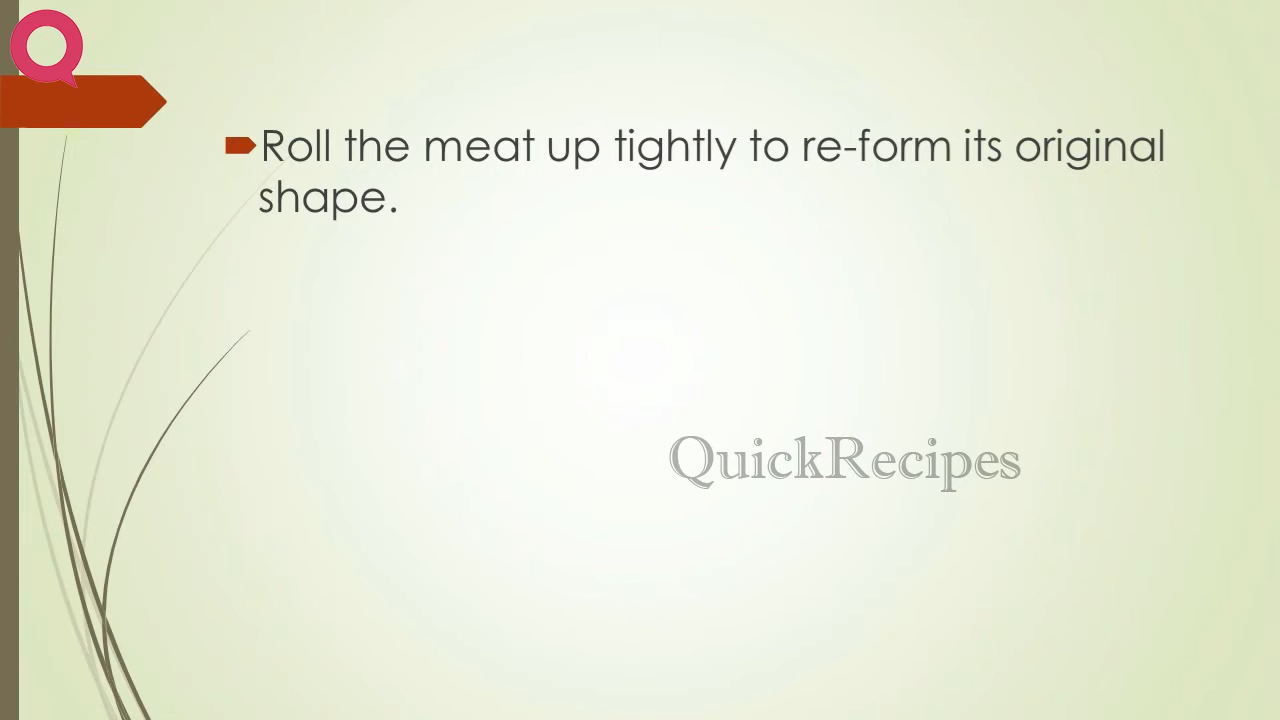 Roll the meat up tightly to re-form its original
shape.
QuickRecipes